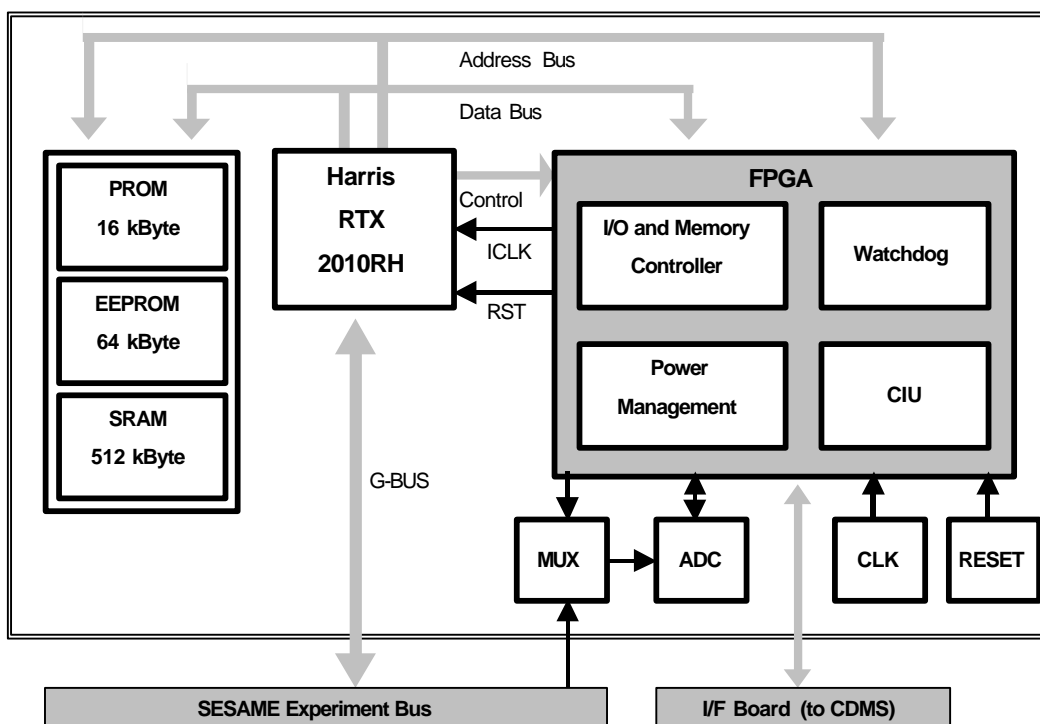 Address Bus
Data Bus
PROM
16 kByte
EEPROM
64 kByte
SRAM
512 kByte
Harris
RTX
2010RH
Control
ICLK
RST
G-BUS
FPGA
I/O and Memory
Controller
Watchdog
Power
Management
CIU
MUX
ADC
CLK
RESET
SESAME Experiment Bus
I/F Board (to CDMS)